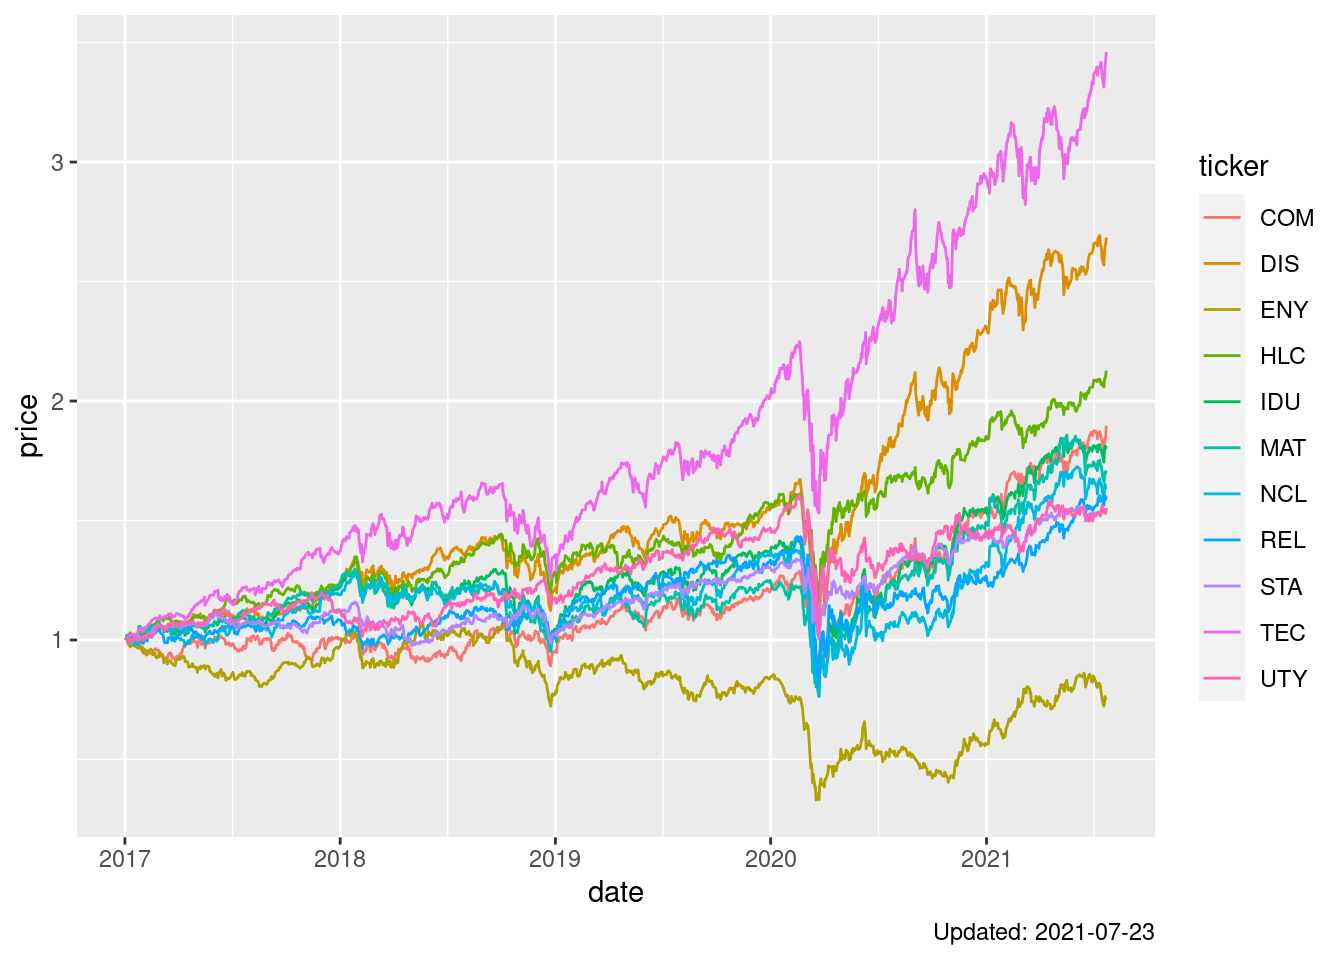 price
3
2
1
2017 2018 2019 2020 2021
date
ticker
COM
DIS
ENY
HLC
IDU
MAT
NCL
REL
STA
TEC
UTY
Updated: 2021-07-23